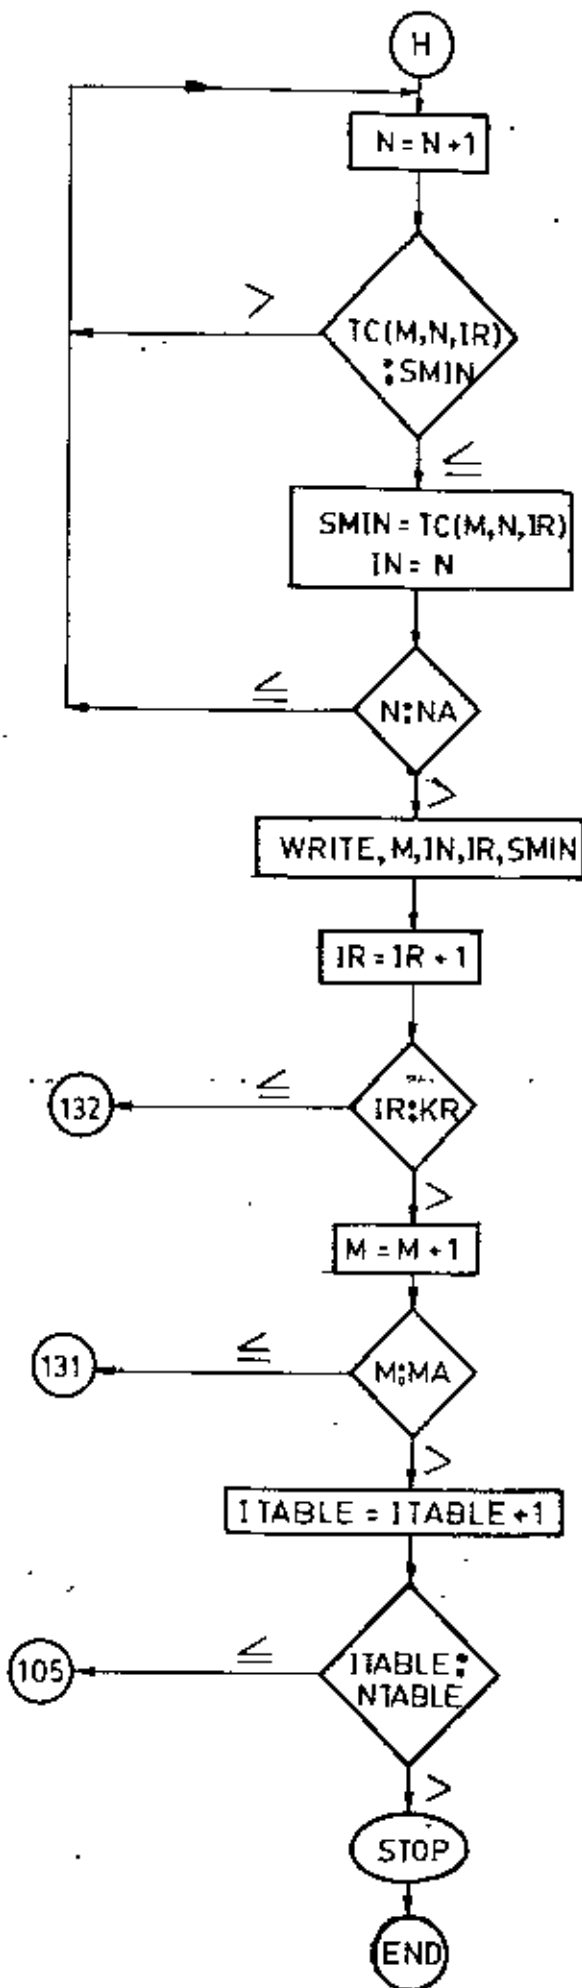 H
N = N + 1
>
TC(M,N,IR)
: SMIN
≤
SMIN = TC(M,N,IR)
IN = N
≤
N : NA
>
WRITE, M, IN, IR, SMIN
IR = IR + 1
132
≤
IR : KR
>
M = M + 1
131
≤
M : MA
>
ITABLE = ITABLE + 1
105
≤
ITABLE :
NTABLE
>
STOP
END